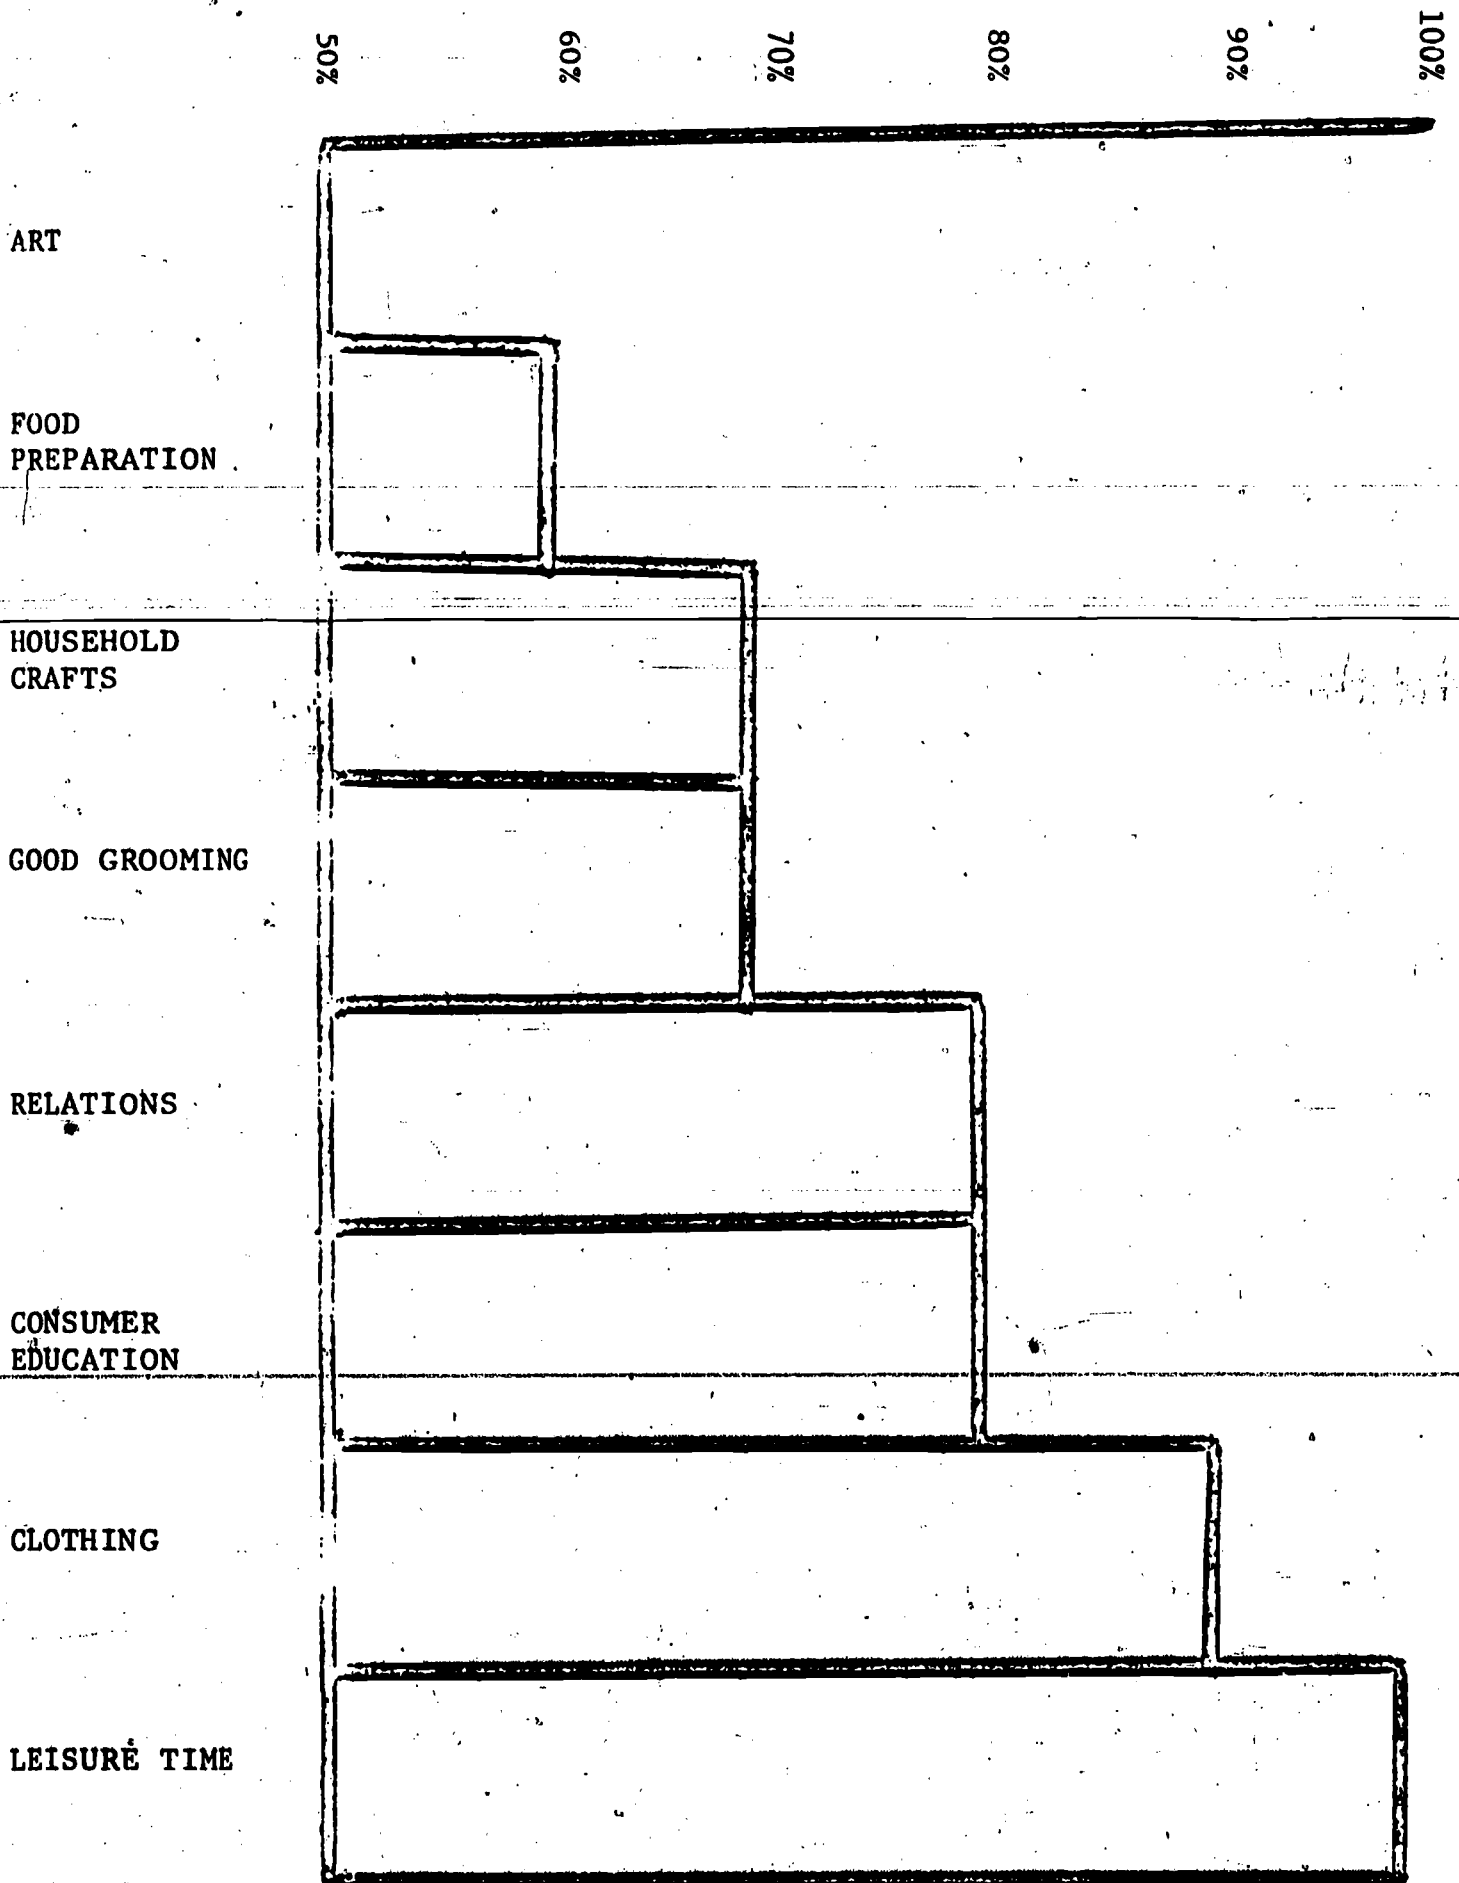 50%
60%
70%
80%
90%
100%
ART
FOOD
PREPARATION
HOUSEHOLD
CRAFTS
GOOD GROOMING
RELATIONS
CONSUMER
EDUCATION
CLOTHING
LEISURE TIME